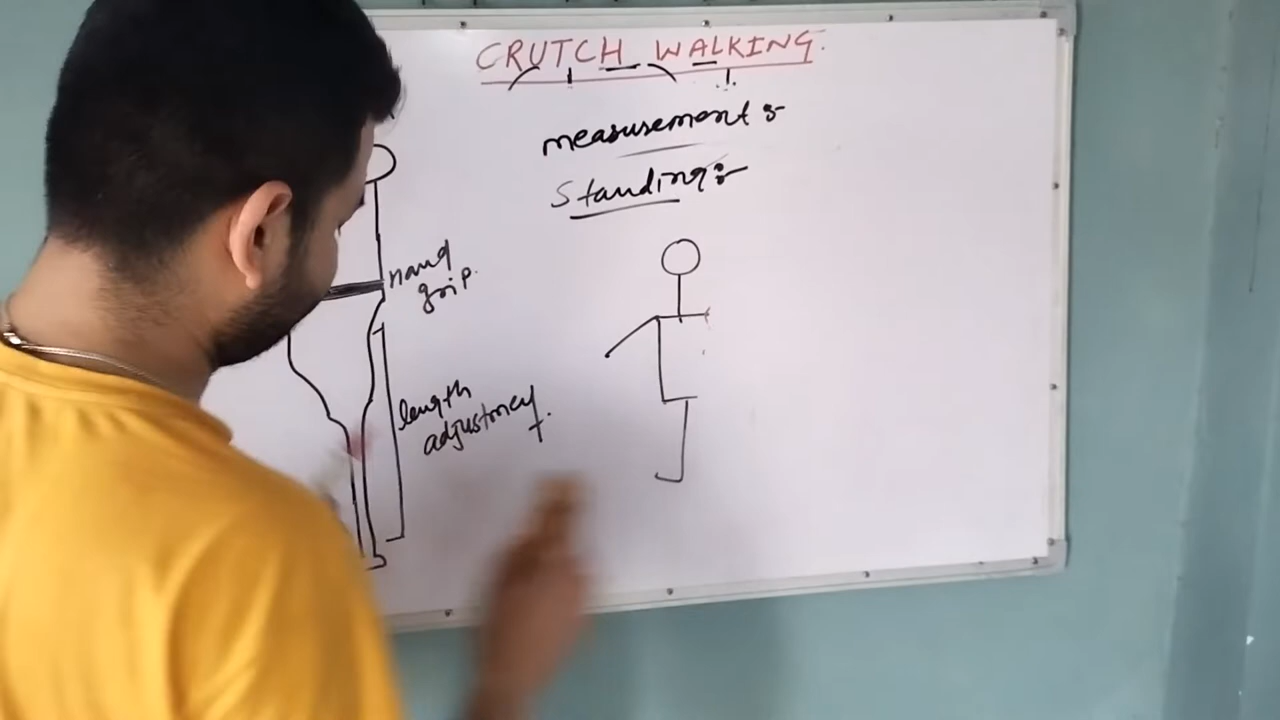 CRUTCH WALKING.
measurement :-
Standing :-
Hand
grip.
length
adjustment.